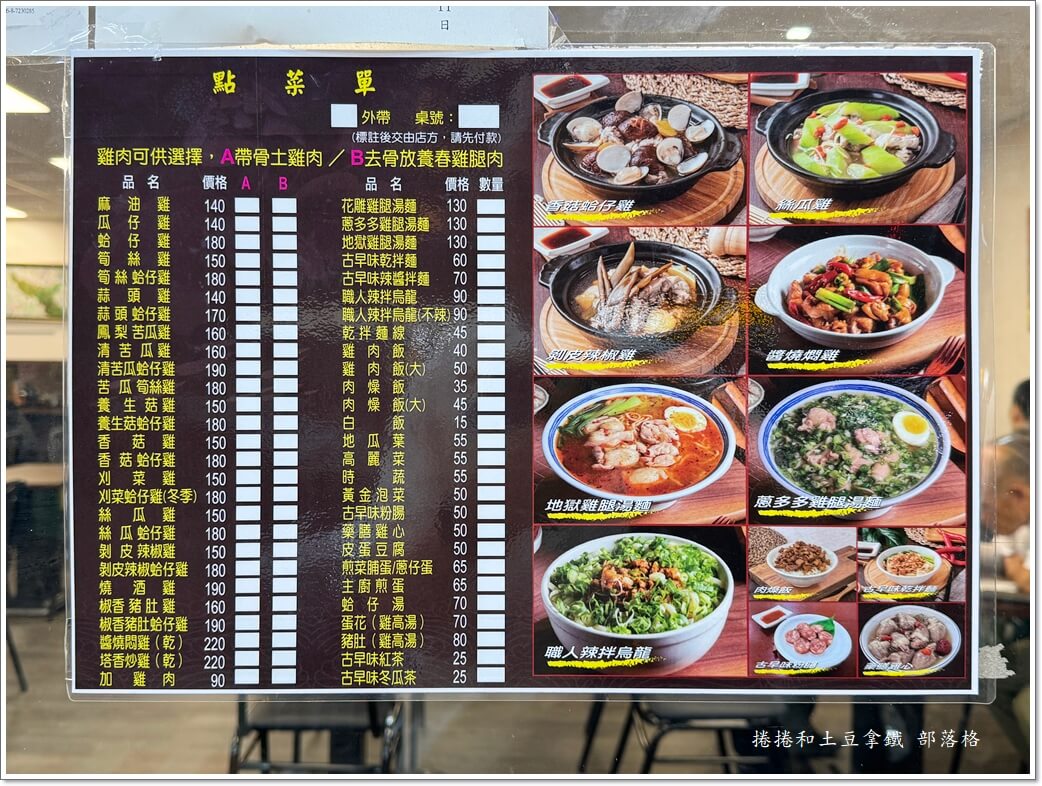 6-8-7230285
11
日
點 菜 單
外帶 桌號：
（標註後交由店方，請先付款）
雞肉可供選擇，A帶骨土雞肉／B去骨放養春雞腿肉
品 名 價格 A B
麻油雞 140
瓜仔雞 140
蛤仔雞 180
筍絲雞 150
筍絲蛤仔雞 180
蒜頭雞 140
蒜頭蛤仔雞 170
鳳梨苦瓜雞 160
清苦瓜雞 160
清苦瓜蛤仔雞 190
苦瓜筍絲雞 180
養生菇雞 150
養生菇蛤仔雞 180
香菇雞 150
香菇蛤仔雞 180
刈菜雞 150
刈菜蛤仔雞(冬季) 180
絲瓜雞 150
絲瓜蛤仔雞 180
剝皮辣椒雞 150
剝皮辣椒蛤仔雞 180
燒酒雞 190
椒香豬肚雞 160
椒香豬肚蛤仔雞 190
醬燒悶雞（乾） 220
塔香炒雞（乾） 220
加雞肉 90
品 名 價格 數量
花雕雞腿湯麵 130
蔥多多雞腿湯麵 130
地獄雞腿湯麵 130
古早味乾拌麵 60
古早味辣醬拌麵 70
職人辣拌烏龍 90
職人辣拌烏龍(不辣) 90
乾拌麵線 45
雞肉飯 40
雞肉飯(大) 50
肉燥飯 35
肉燥飯(大) 45
白飯 15
地瓜葉 55
高麗菜 55
時蔬 55
黃金泡菜 50
古早味粉腸 50
藥膳雞心 50
皮蛋豆腐 50
煎菜脯蛋/蔥仔蛋 65
主廚煎蛋 65
蛤仔湯 70
蛋花（雞高湯） 70
豬肚（雞高湯） 80
古早味紅茶 25
古早味冬瓜茶 25
香菇蛤仔雞
絲瓜雞
剝皮辣椒雞
醬燒燜雞
地獄雞腿湯麵
蔥多多雞腿湯麵
職人辣拌烏龍
肉燥飯
古早味乾拌麵
古早味粉腸
藥膳雞心
捲捲和土豆拿鐵 部落格